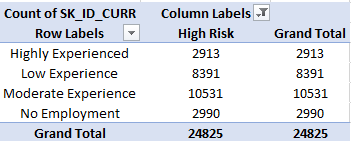 Count of SK_ID_CURR Column Labels
Row Labels High Risk Grand Total
Highly Experienced 2913 2913
Low Experience 8391 8391
Moderate Experience 10531 10531
No Employment 2990 2990
Grand Total 24825 24825